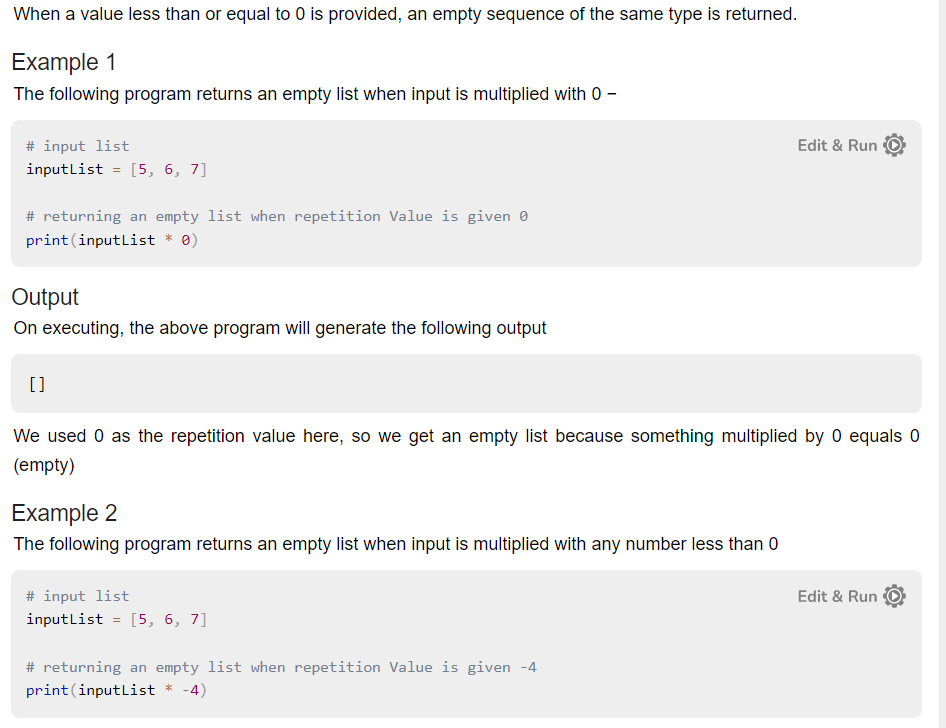 When a value less than or equal to 0 is provided, an empty sequence of the same type is returned.
Example 1
The following program returns an empty list when input is multiplied with 0 −
# input list
Edit & Run
inputList = [5, 6, 7]
# returning an empty list when repetition Value is given 0
print(inputList * 0)
Output
On executing, the above program will generate the following output
[]
We used 0 as the repetition value here, so we get an empty list because something multiplied by 0 equals 0
(empty)
Example 2
The following program returns an empty list when input is multiplied with any number less than 0
# input list
Edit & Run
inputList = [5, 6, 7]
# returning an empty list when repetition Value is given -4
print(inputList * -4)